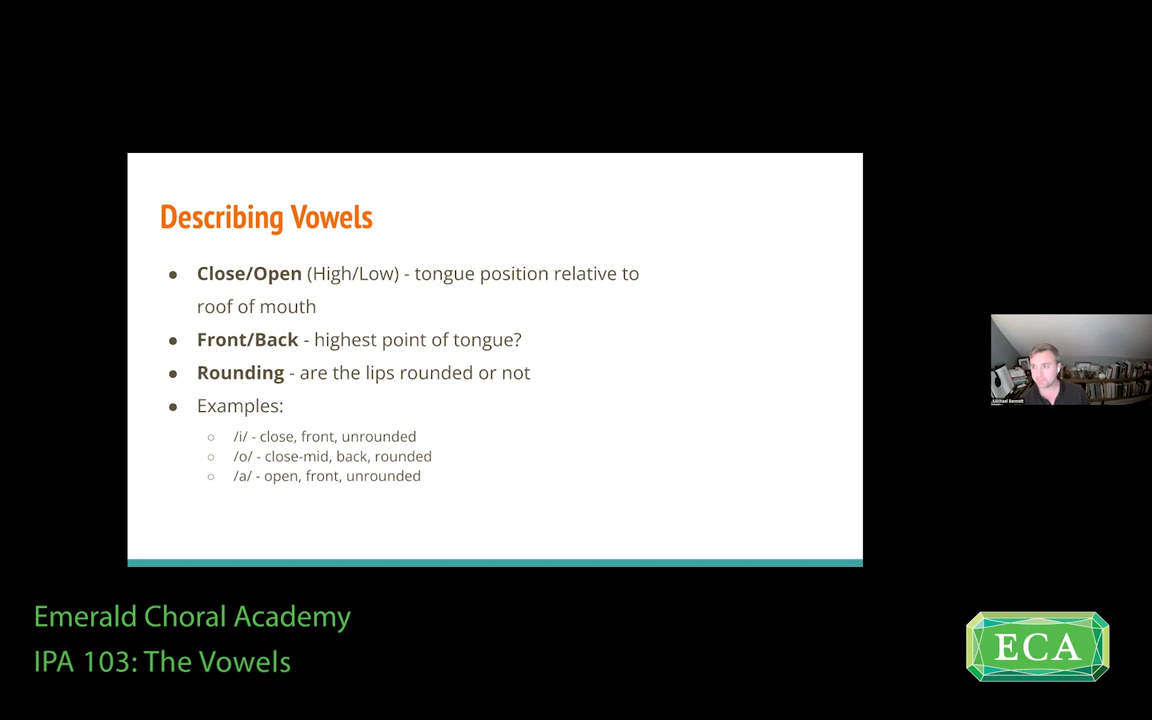 Describing Vowels
● Close/Open (High/Low) - tongue position relative to
roof of mouth
● Front/Back - highest point of tongue?
● Rounding - are the lips rounded or not
● Examples:
○ /i/ - close, front, unrounded
○ /o/ - close-mid, back, rounded
○ /a/ - open, front, unrounded
Michael Bennett
Emerald Choral Academy
IPA 103: The Vowels
ECA